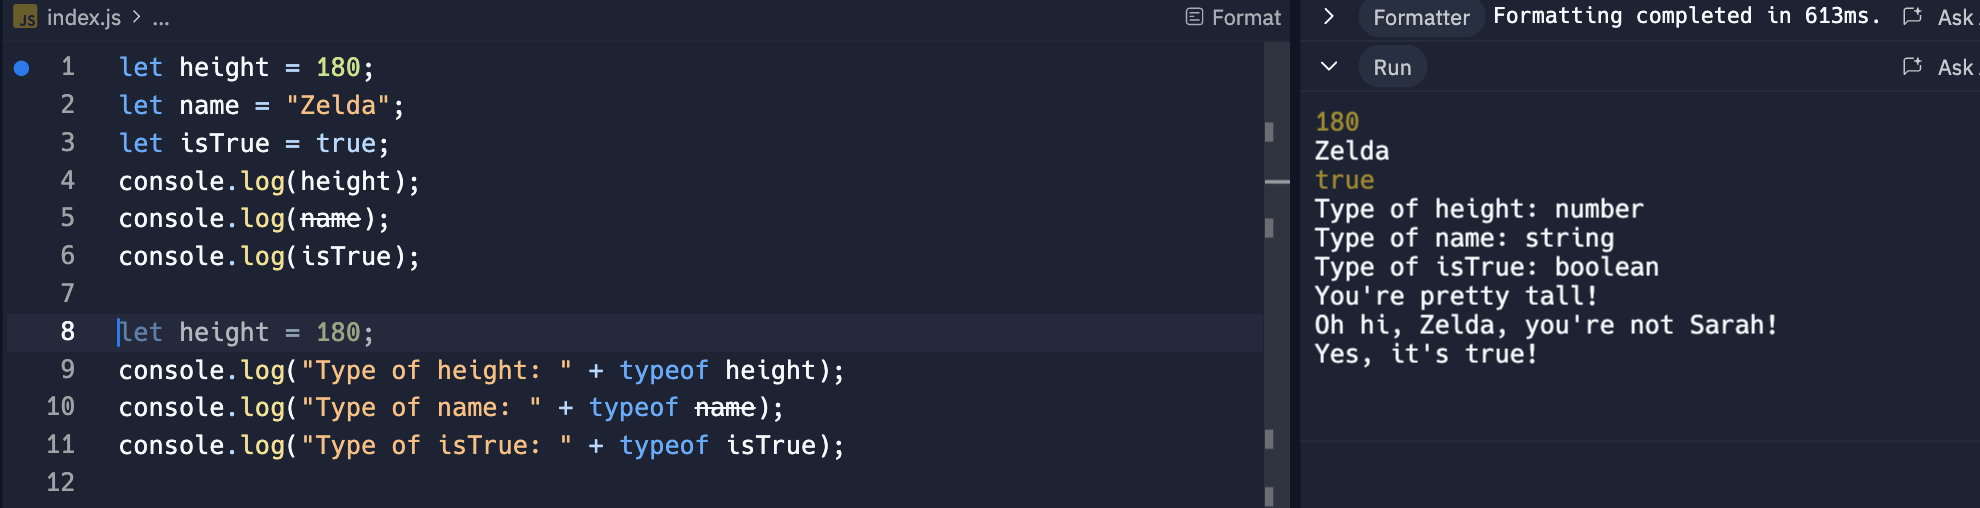 JS index.js > ...
Format
1 let height = 180;
2 let name = "Zelda";
3 let isTrue = true;
4 console.log(height);
5 console.log(name);
6 console.log(isTrue);
7
8 let height = 180;
9 console.log("Type of height: " + typeof height);
10 console.log("Type of name: " + typeof name);
11 console.log("Type of isTrue: " + typeof isTrue);
12
Formatter Formatting completed in 613ms. Ask
Run Ask
180
Zelda
true
Type of height: number
Type of name: string
Type of isTrue: boolean
You're pretty tall!
Oh hi, Zelda, you're not Sarah!
Yes, it's true!